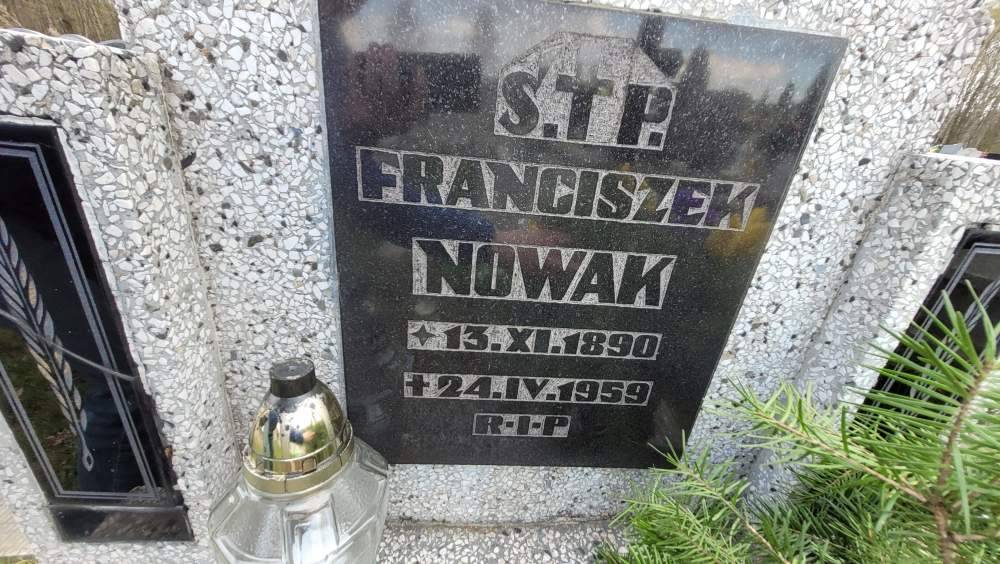 S.T P.
FRANCISZEK
NOWAK
✦13.XI.1890
+24.IV.1959
R-I-P